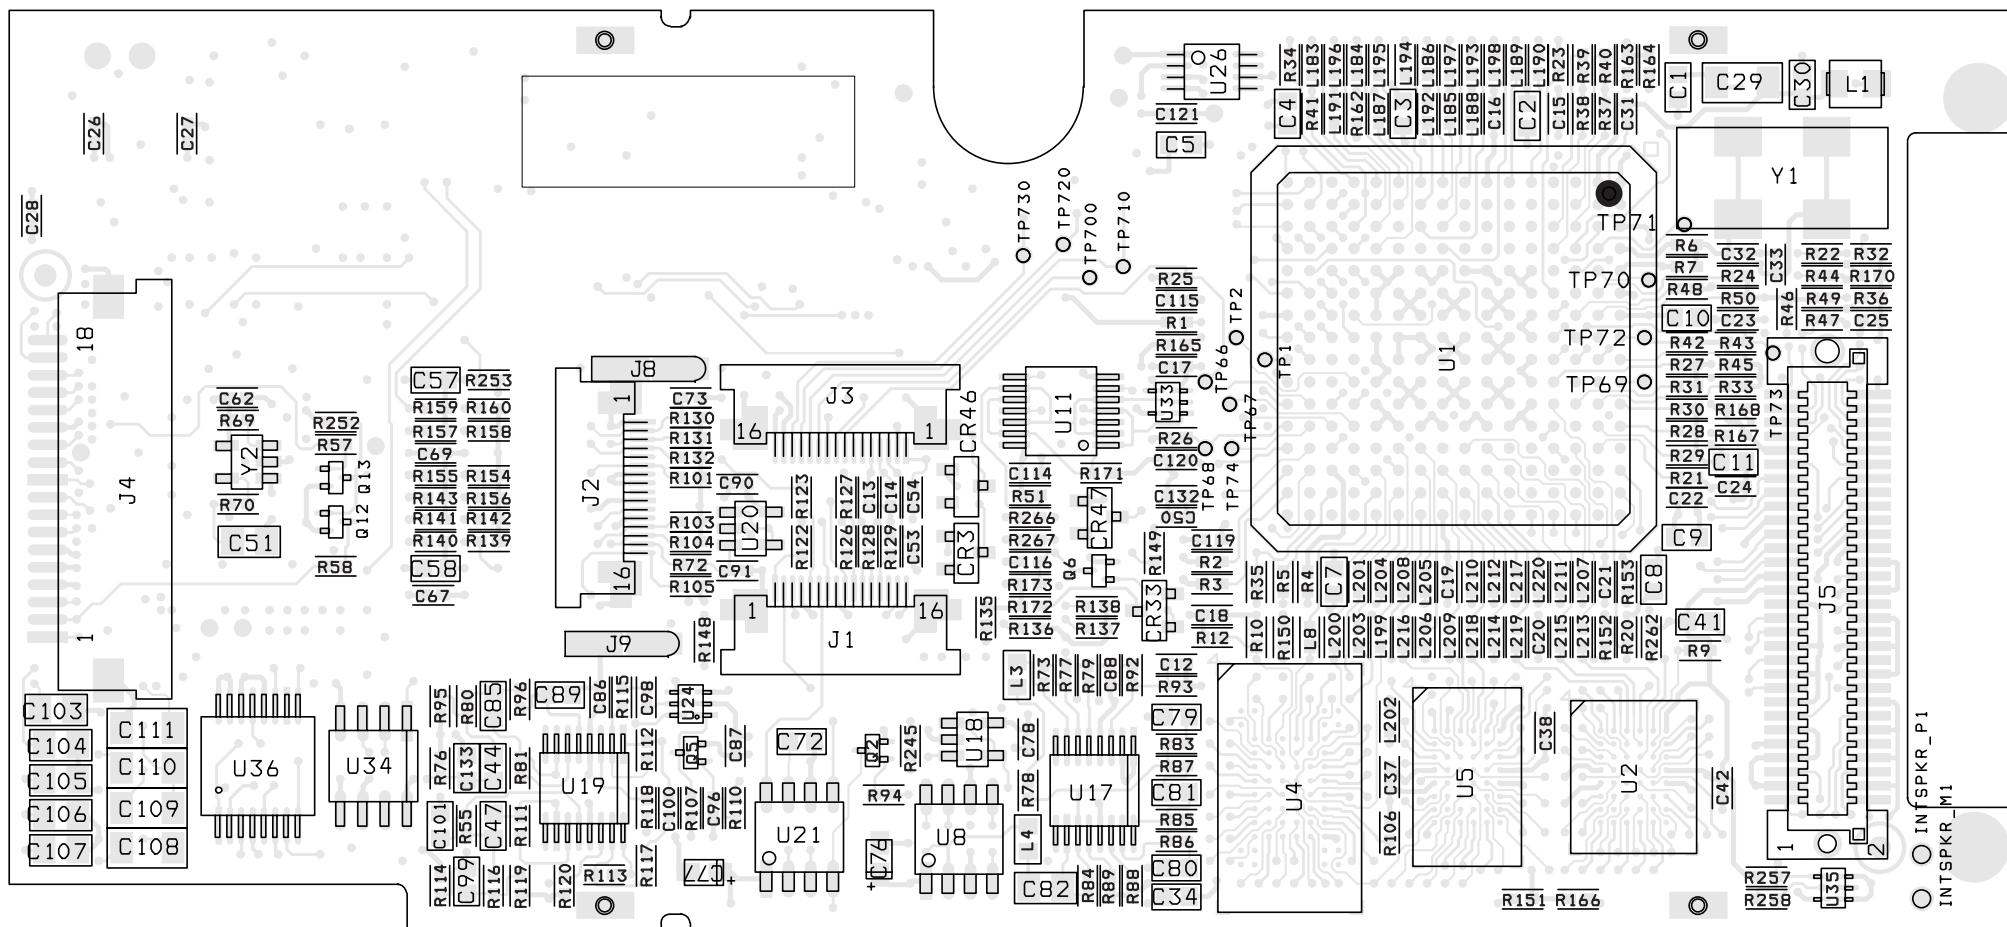 U26
R34
L183
L196
L184
L195
L194
L186
L197
L193
L198
L189
L190
R23
R39
R40
R163
R164
C1
C29
C30
L1
C26
C27
C121
C5
C4
R41
L191
R162
L187
C3
L192
L185
L188
C16
C2
C15
R38
R37
C31
Y1
C28
TP730
TP720
TP700
TP710
TP71
R6
C32
C33
R22
R32
R7
R24
R44
R170
R25
TP70
R48
R50
R46
R49
R36
C115
TP2
C10
C23
R47
C25
R1
18
TP72
R42
R43
R165
TP66
TP1
U1
R27
R45
C17
J8
C57
R253
TP69
R31
R33
C62
1
C73
J3
CR46
U11
U33
TP67
R30
R168
TP73
R69
R252
R159
R160
R130
16
1
R28
R167
R57
R157
R158
R131
R26
R29
C11
Y2
C69
R132
C120
J4
Q13
R155
R154
R101
C90
R123
R127
C13
C14
C54
C114
R171
TP68
TP74
R21
C24
J2
R143
R156
R51
C132
C22
R70
Q12
R141
R142
R103
U20
R266
CR47
C50
C51
R140
R139
R104
R122
R126
R128
R129
C53
CR3
R267
R149
C119
C9
R58
C58
16
R72
C91
C116
Q6
R2
R35
R5
R4
C7
L201
L204
L208
L205
C19
L210
L212
L217
L220
L211
L207
C21
R153
C8
J5
C67
R105
R173
R3
1
16
R135
R172
R138
CR33
C18
C41
1
J9
R148
J1
R136
R137
R12
R10
R150
L8
L200
L203
L199
L216
L206
L209
L218
L214
L219
C20
L215
L213
R152
R20
R262
R9
L3
R73
R77
R79
C88
R92
C12
R93
C103
R95
R80
C85
R96
C89
C86
R115
C98
U24
C79
L202
C38
C111
C104
U18
C78
R83
C110
U36
U34
R76
C133
C44
R81
R112
Q5
C87
C72
Q2
R245
R87
C105
U19
R78
U17
C81
U4
C37
U5
U2
C42
R94
C109
C106
C101
R55
C47
R111
R118
C100
R107
C96
R110
R85
C108
C107
U21
U8
L4
R86
R106
1
2
INTSPKR_P1
INTSPKR_M1
R114
C99
R116
R119
R120
R113
R117
C77
+
C76
+
C82
R84
R89
R88
C80
C34
R151
R166
R257
R258
U35